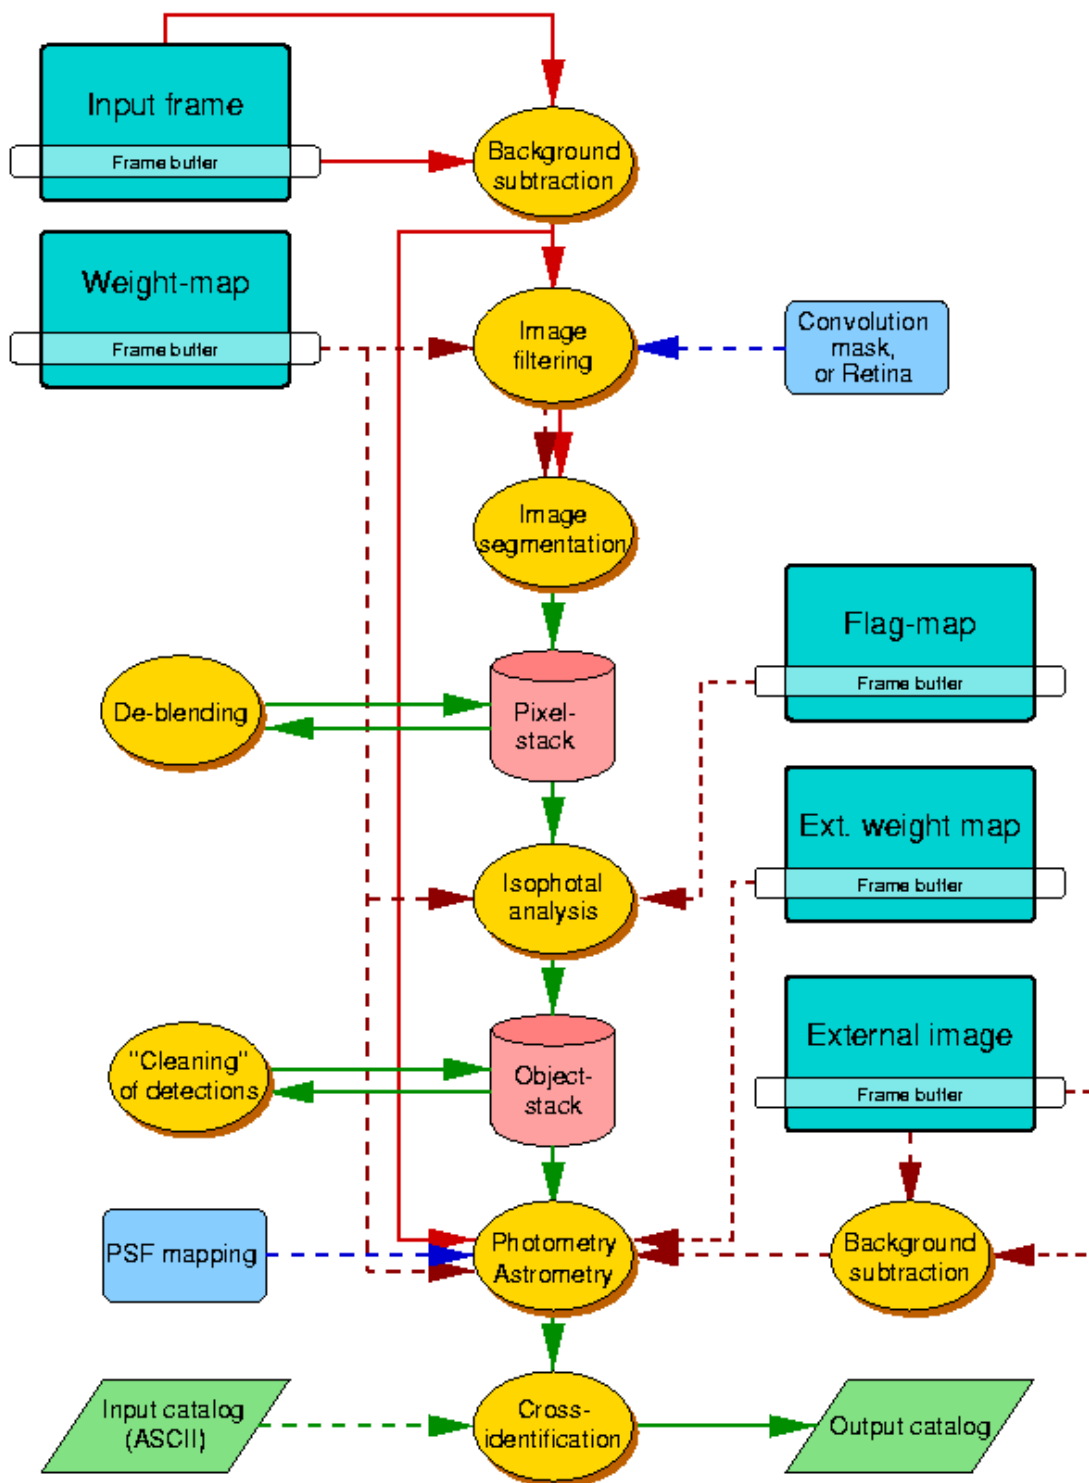 Input frame
Frame buffer
Background
subtraction
Weight-map
Frame buffer
Image
filtering
Convolution
mask,
or Retina
Image
segmentation
Flag-map
Frame buffer
De-blending
Pixel-
stack
Ext. weight map
Frame buffer
Isophotal
analysis
External image
Frame buffer
"Cleaning"
of detections
Object-
stack
PSF mapping
Photometry
Astrometry
Background
subtraction
Input catalog
(ASCII)
Cross-
identification
Output catalog